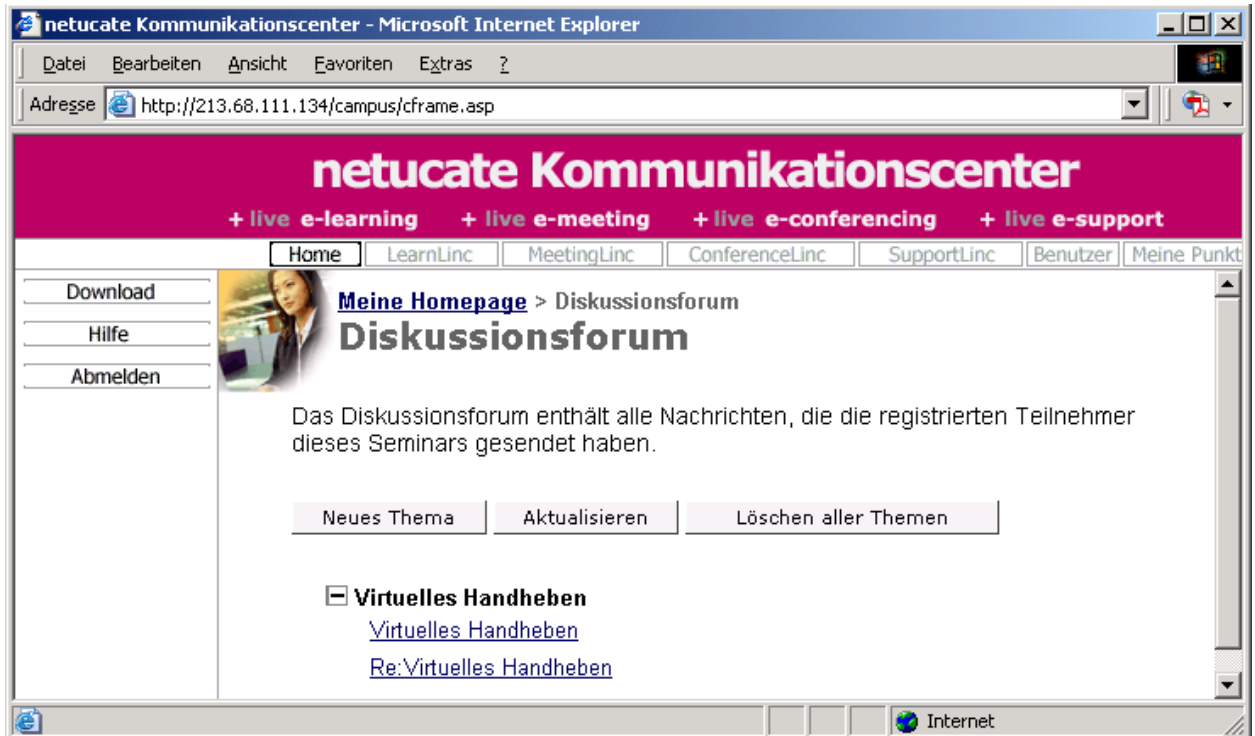 netucate Kommunikationscenter - Microsoft Internet Explorer
Datei Bearbeiten Ansicht Favoriten Extras ?
Adresse http://213.68.111.134/campus/cframe.asp
netucate Kommunikationscenter
+ live e-learning + live e-meeting + live e-conferencing + live e-support
Home LearnLinc MeetingLinc ConferenceLinc SupportLinc Benutzer Meine Punkt
Download
Hilfe
Abmelden
Meine Homepage > Diskussionsforum
Diskussionsforum
Das Diskussionsforum enthält alle Nachrichten, die die registrierten Teilnehmer
dieses Seminars gesendet haben.
Neues Thema Aktualisieren Löschen aller Themen
Virtuelles Handheben
Virtuelles Handheben
Re:Virtuelles Handheben
Internet